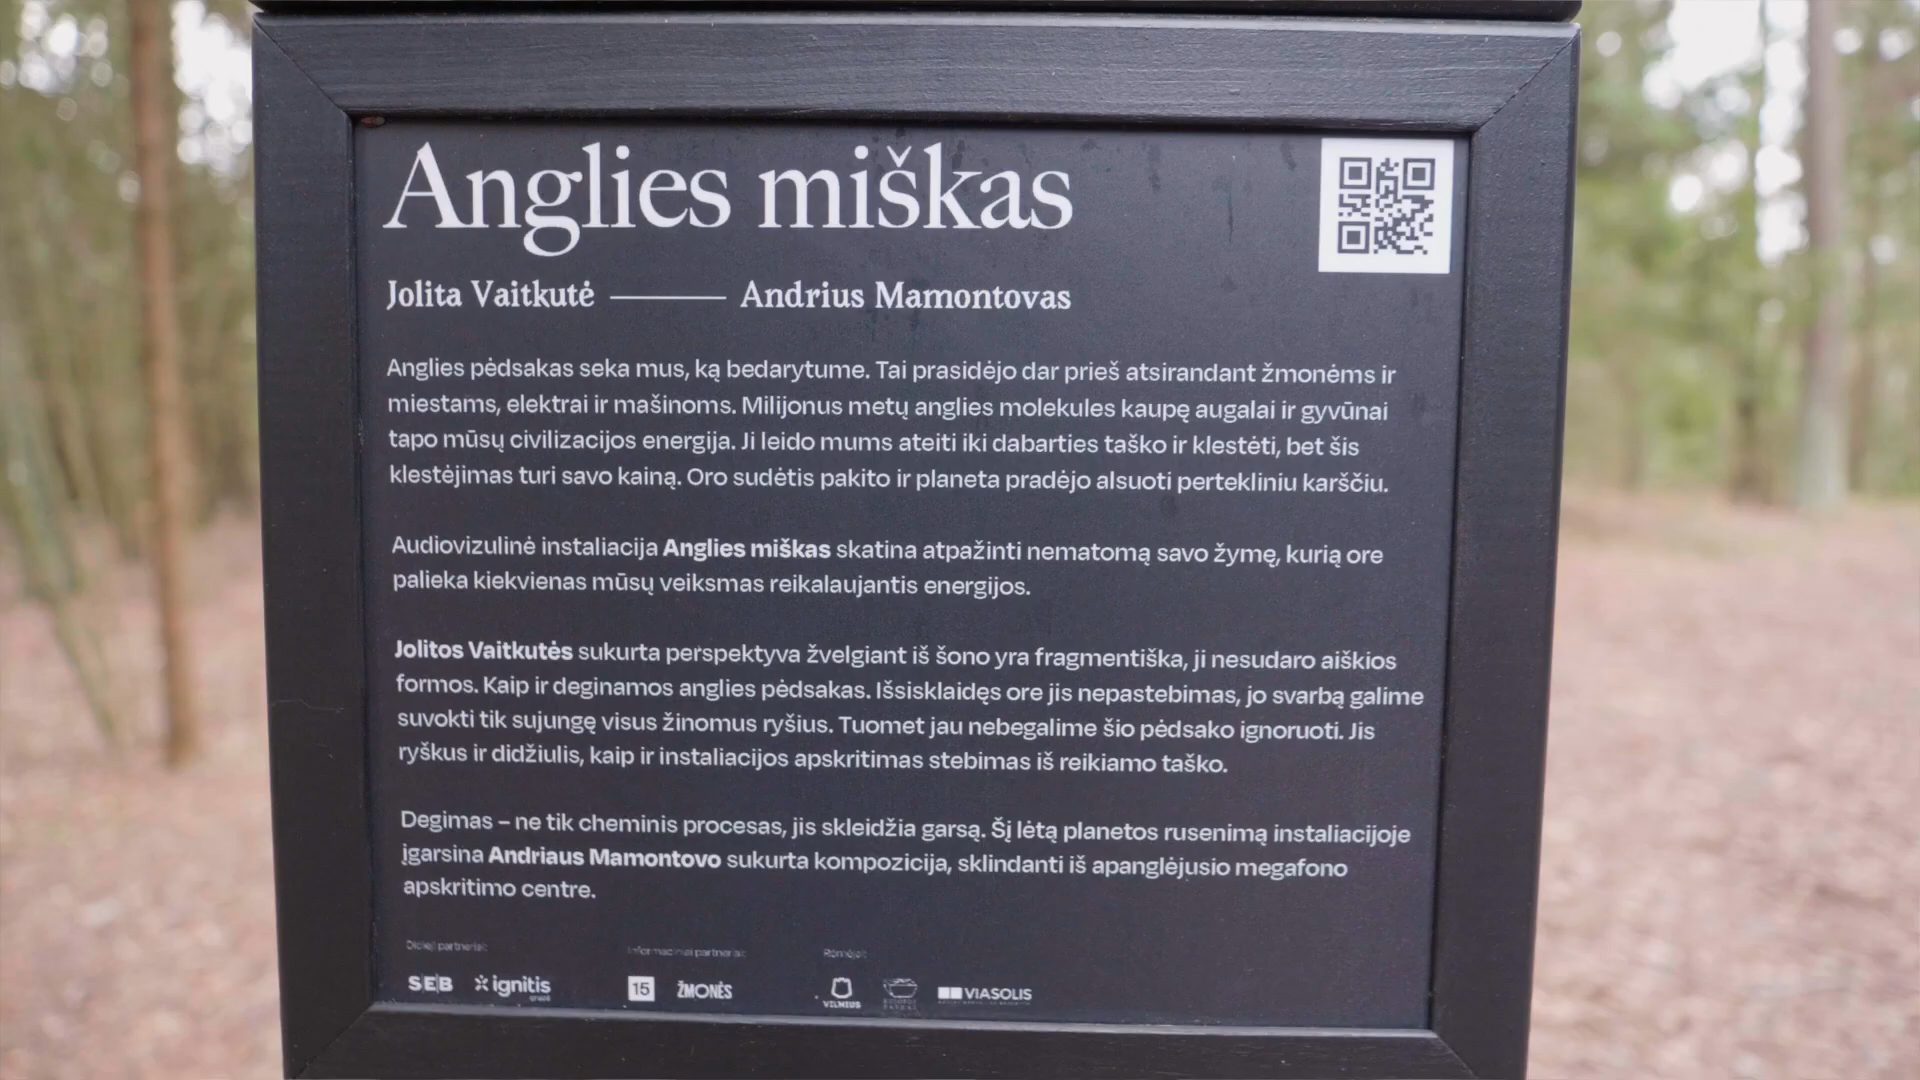 Anglies miškas
Jolita Vaitkutė —— Andrius Mamontovas
Anglies pėdsakas seka mus, ką bedarytume. Tai prasidėjo dar prieš atsirandant žmonėms ir
miestams, elektrai ir mašinoms. Milijonus metų anglies molekules kaupę augalai ir gyvūnai
tapo mūsų civilizacijos energija. Ji leido mums ateiti iki dabarties taško ir klestėti, bet šis
klestėjimas turi savo kainą. Oro sudėtis pakito ir planeta pradėjo alsuoti pertekliniu karščiu.
Audiovizulinė instaliacija Anglies miškas skatina atpažinti nematomą savo žymę, kurią ore
palieka kiekvienas mūsų veiksmas reikalaujantis energijos.
Jolitos Vaitkutės sukurta perspektyva žvelgiant iš šono yra fragmentiška, ji nesudaro aiškios
formos. Kaip ir deginamos anglies pėdsakas. Išsisklaidęs ore jis nepastebimas, jo svarbą galime
suvokti tik sujungę visus žinomus ryšius. Tuomet jau nebegalime šio pėdsako ignoruoti. Jis
ryškus ir didžiulis, kaip ir instaliacijos apskritimas stebimas iš reikiamo taško.
Degimas – ne tik cheminis procesas, jis skleidžia garsą. Šį lėtą planetos rusenimą instaliacijoje
įgarsina Andriaus Mamontovo sukurta kompozicija, sklindanti iš apanglėjusio megafono
apskritimo centre.
Didieji partneriai: Informaciniai partneriai: Rėmėjai:
SEB ignitis 15 ŽMONĖS VILNIUS VIASOLIS